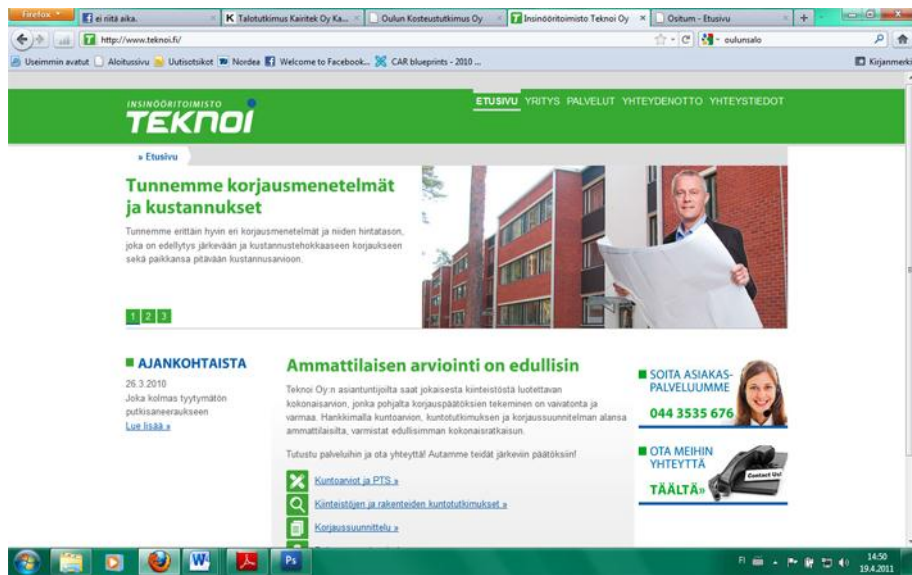 Firefox
ei niitä aika.
Talotutkimus Kairitek Oy Ka...
Oulun Kosteustutkimus Oy
Insinööritoimisto Teknoi Oy
Ositum - Etusivu
http://www.teknoi.fi/
oulunsalo
Useimmin avatut
Aloitussivu
Uutisotsikot
Nordea
Welcome to Facebook...
CAR blueprints - 2010 ...
Kirjanmerki
INSINÖÖRITOIMISTO
TEKNOI
ETUSIVU YRITYS PALVELUT YHTEYDENOTTO YHTEYSTIEDOT
» Etusivu
Tunnemme korjausmenetelmät
ja kustannukset
Tunnemme erittäin hyvin eri korjausmenetelmät ja niiden hintatason,
joka on edellytys järkevään ja kustannustehokkaaseen korjaukseen
sekä paikkansa pitävään kustannusarvioon.
1 2 3
AJANKOHTAISTA
26.3.2010
Joka kolmas tyytymätön
putkisaneeraukseen
Lue lisää »
Ammattilaisen arviointi on edullisin
Teknoi Oy:n asiantuntijoilta saat jokaisesta kiinteistöstä luotettavan
kokonaisarvion, jonka pohjalta korjauspäätöksien tekeminen on vaivatonta ja
varmaa. Hankkimalla kuntoarvion, kuntotutkimuksen ja korjaussuunnitelman alansa
ammattilaisilta, varmistat edullisimman kokonaisratkaisun.
Tutustu palveluihin ja ota yhteyttä! Autamme teidät järkeviin päätöksiin!
Kuntoarviot ja PTS »
Kiinteistöjen ja rakenteiden kuntotutkimukset »
Korjaussuunnittelu »
SOITA ASIAKAS-
PALVELUUMME
044 3535 676
OTA MEIHIN
YHTEYTTÄ
TÄÄLTÄ»
Contact Us!
FI
14:50
19.4.2011